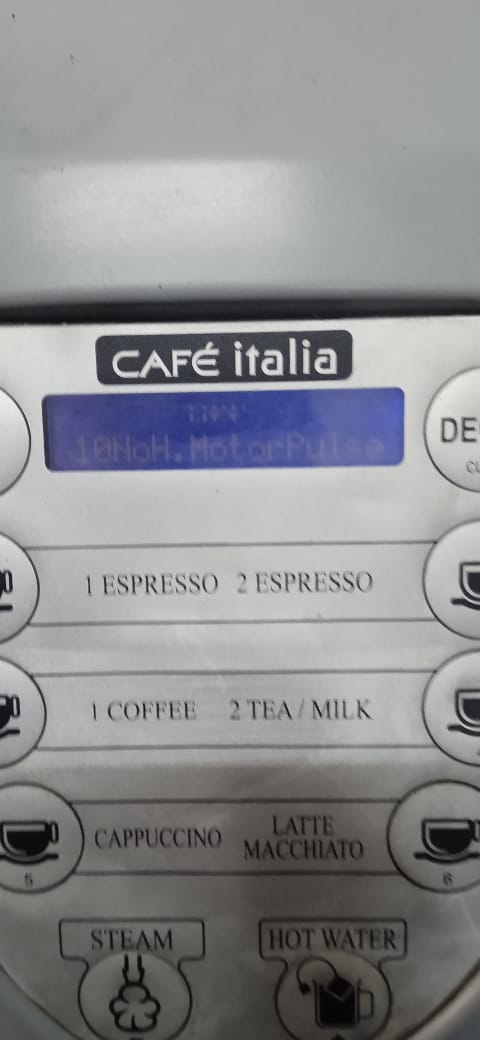 CAFÉ italia
10NoH.MotorPulse
1 ESPRESSO 2 ESPRESSO
1 COFFEE 2 TEA / MILK
CAPPUCCINO LATTE MACCHIATO
5 6
STEAM HOT WATER